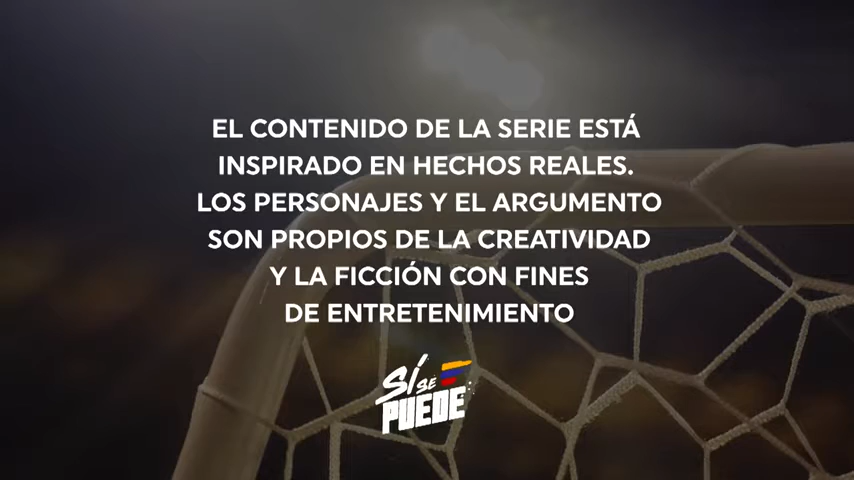 EL CONTENIDO DE LA SERIE ESTÁ
INSPIRADO EN HECHOS REALES.
LOS PERSONAJES Y EL ARGUMENTO
SON PROPIOS DE LA CREATIVIDAD
Y LA FICCIÓN CON FINES
DE ENTRETENIMIENTO
SÍ SE
PUEDE